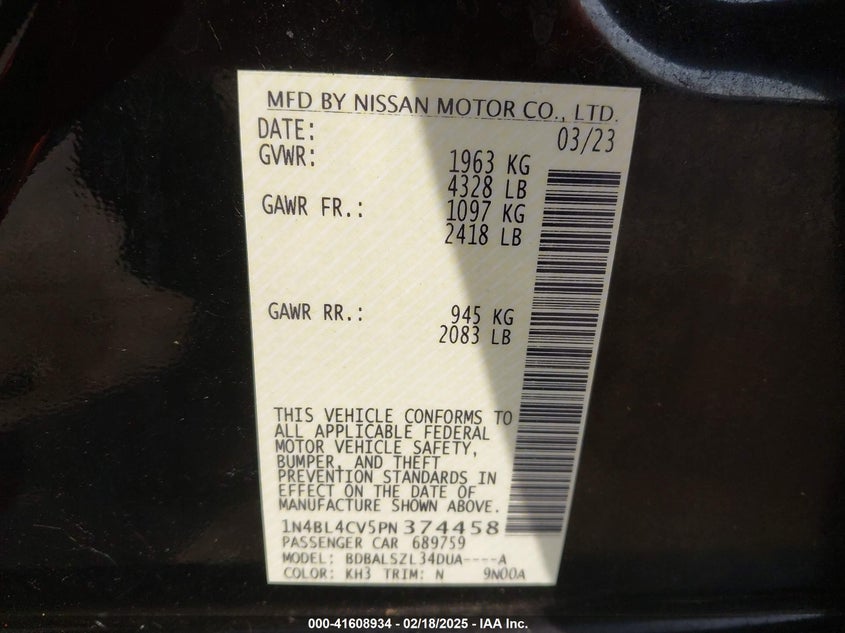 MFD BY NISSAN MOTOR CO., LTD.
DATE: 03/23
GVWR: 1963 KG
4328 LB
GAWR FR.: 1097 KG
2418 LB
GAWR RR.: 945 KG
2083 LB
THIS VEHICLE CONFORMS TO
ALL APPLICABLE FEDERAL
MOTOR VEHICLE SAFETY,
BUMPER, AND THEFT
PREVENTION STANDARDS IN
EFFECT ON THE DATE OF
MANUFACTURE SHOWN ABOVE.
1N4BL4CV5PN374458
PASSENGER CAR 689759
MODEL: BDBALSZL34DUA----A
COLOR: KH3 TRIM: N 9N00A
000-41608934 - 02/18/2025 - IAA Inc.